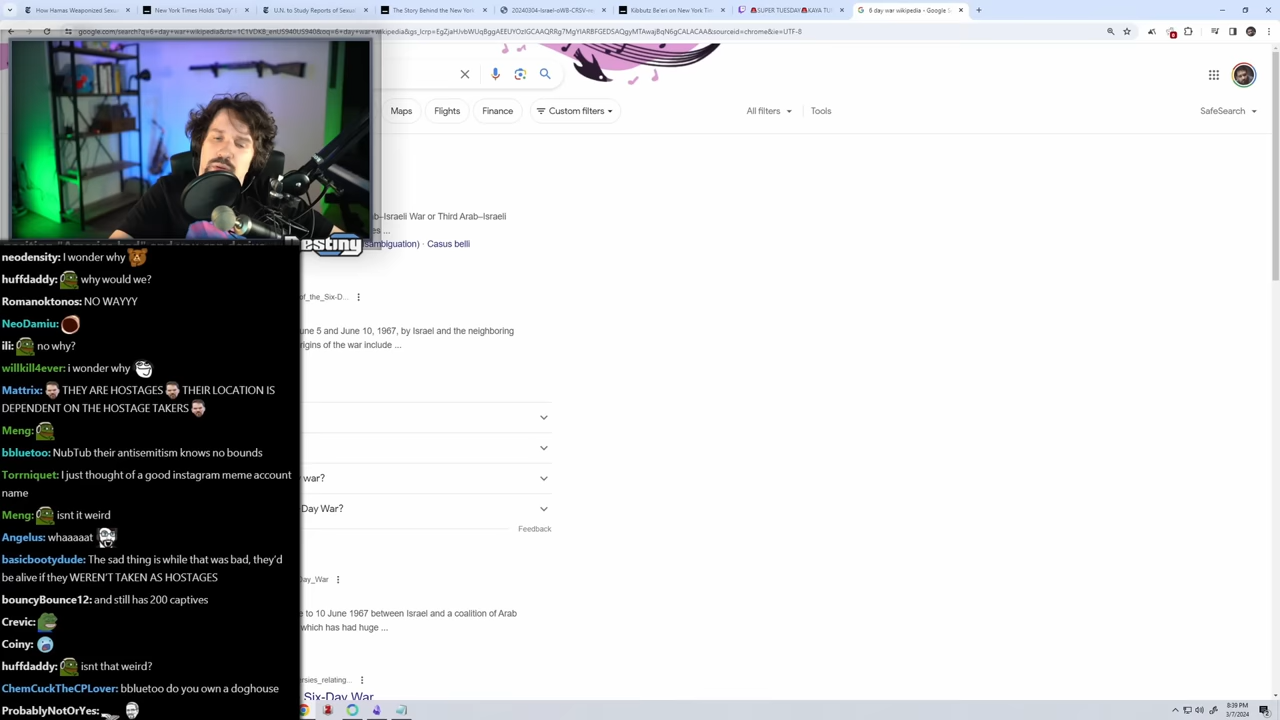 How Hamas Weaponized Sexu
New York Times Holds "Daily"
U.N. to Study Reports of Sexua
The Story Behind the New York
20240304-Israel-oWB-CRSV-re
Kibbutz Be'eri on New York Tim
SUPER TUESDAY KAYA TU
6 day war wikipedia - Google S
Maps
Flights
Finance
Custom filters
All filters
Tools
SafeSearch
b–Israeli War or Third Arab–Israeli
es ...
ambiguation) · Casus belli
of_the_Six-D...
une 5 and June 10, 1967, by Israel and the neighboring
rigins of the war include ...
war?
Day War?
Feedback
Day_War
e to 10 June 1967 between Israel and a coalition of Arab
which has had huge ...
ersies_relating...
Six-Day War
Destiny
neodensity: I wonder why
huffdaddy: why would we?
Romanoktonos: NO WAYYY
NeoDamiu:
ili: no why?
willkill4ever: i wonder why
Mattrix: THEY ARE HOSTAGES THEIR LOCATION IS
DEPENDENT ON THE HOSTAGE TAKERS
Meng:
bbluetoo: NubTub their antisemitism knows no bounds
Torrniquet: I just thought of a good instagram meme account
name
Meng: isnt it weird
Angelus: whaaaaat
basicbootydude: The sad thing is while that was bad, they'd
be alive if they WEREN'T TAKEN AS HOSTAGES
bouncyBounce12: and still has 200 captives
Crevic:
Coiny:
huffdaddy: isnt that weird?
ChemCuckTheCPLover: bbluetoo do you own a doghouse
ProbablyNotOrYes:
8:39 PM
3/7/2024